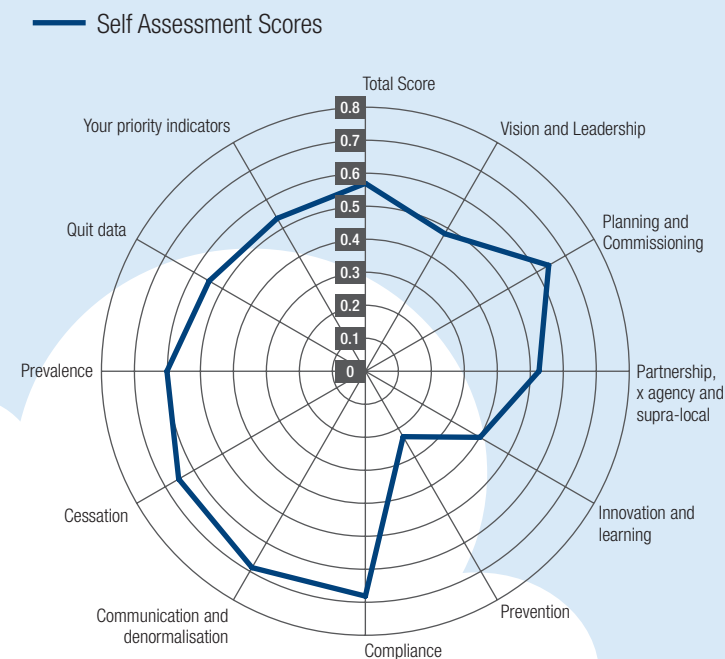 Self Assessment Scores
Total Score
0.8
0.7
0.6
0.5
0.4
0.3
0.2
0.1
0
Vision and Leadership
Planning and
Commissioning
Partnership,
x agency and
supra-local
Innovation and
learning
Prevention
Compliance
Communication and
denormalisation
Cessation
Prevalence
Quit data
Your priority indicators